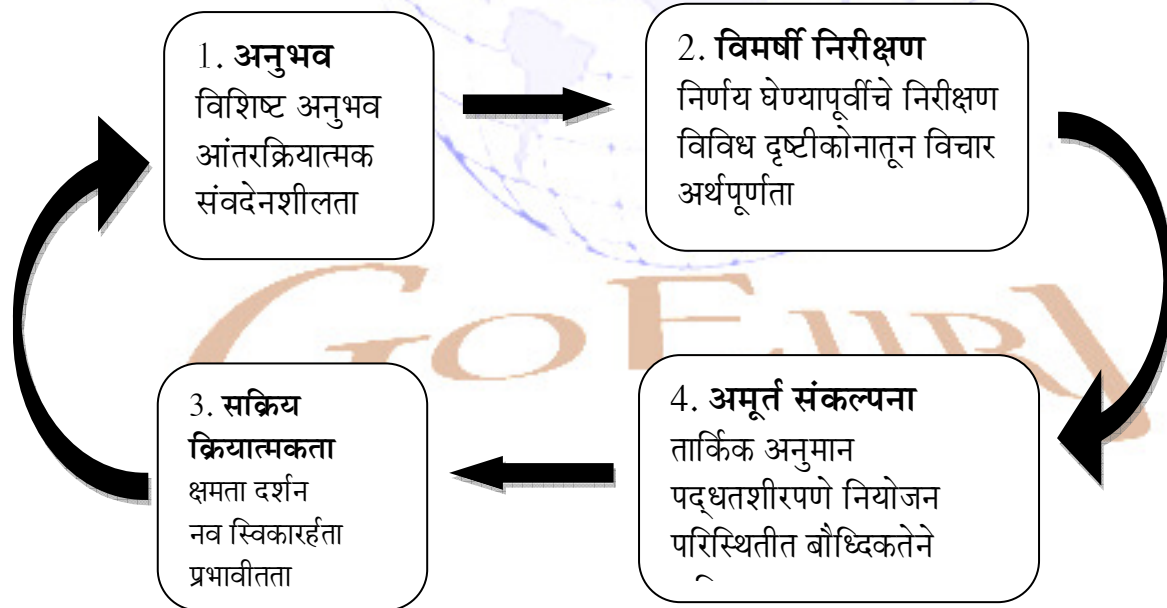 1. अनुभव
विशिष्ट अनुभव
आंतरक्रियात्मक
संवदेनशीलता
2. विमर्षी निरीक्षण
निर्णय घेण्यापूर्वीचे निरीक्षण
विविध दृष्टीकोनातून विचार
अर्थपूर्णता
3. सक्रिय
क्रियात्मकता
क्षमता दर्शन
नव स्विकारर्हता
प्रभावीतता
4. अमूर्त संकल्पना
तार्किक अनुमान
पद्धतशीरपणे नियोजन
परिस्थितीत बौध्दिकतेने